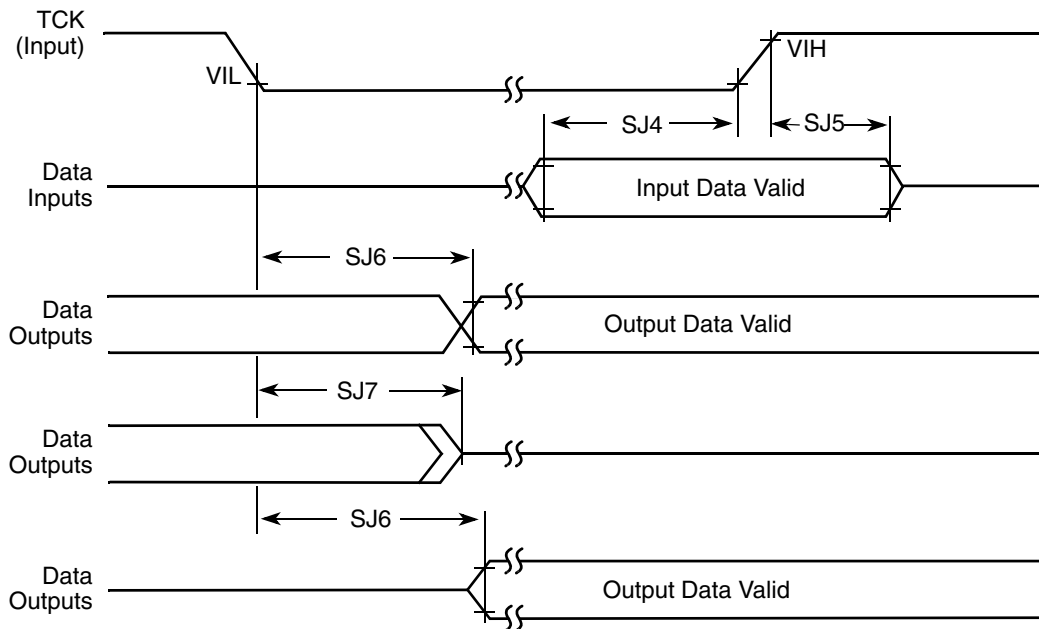 TCK
(Input)
VIL
VIH
SJ4
SJ5
Data
Inputs
Input Data Valid
SJ6
Data
Outputs
Output Data Valid
SJ7
Data
Outputs
SJ6
Data
Outputs
Output Data Valid